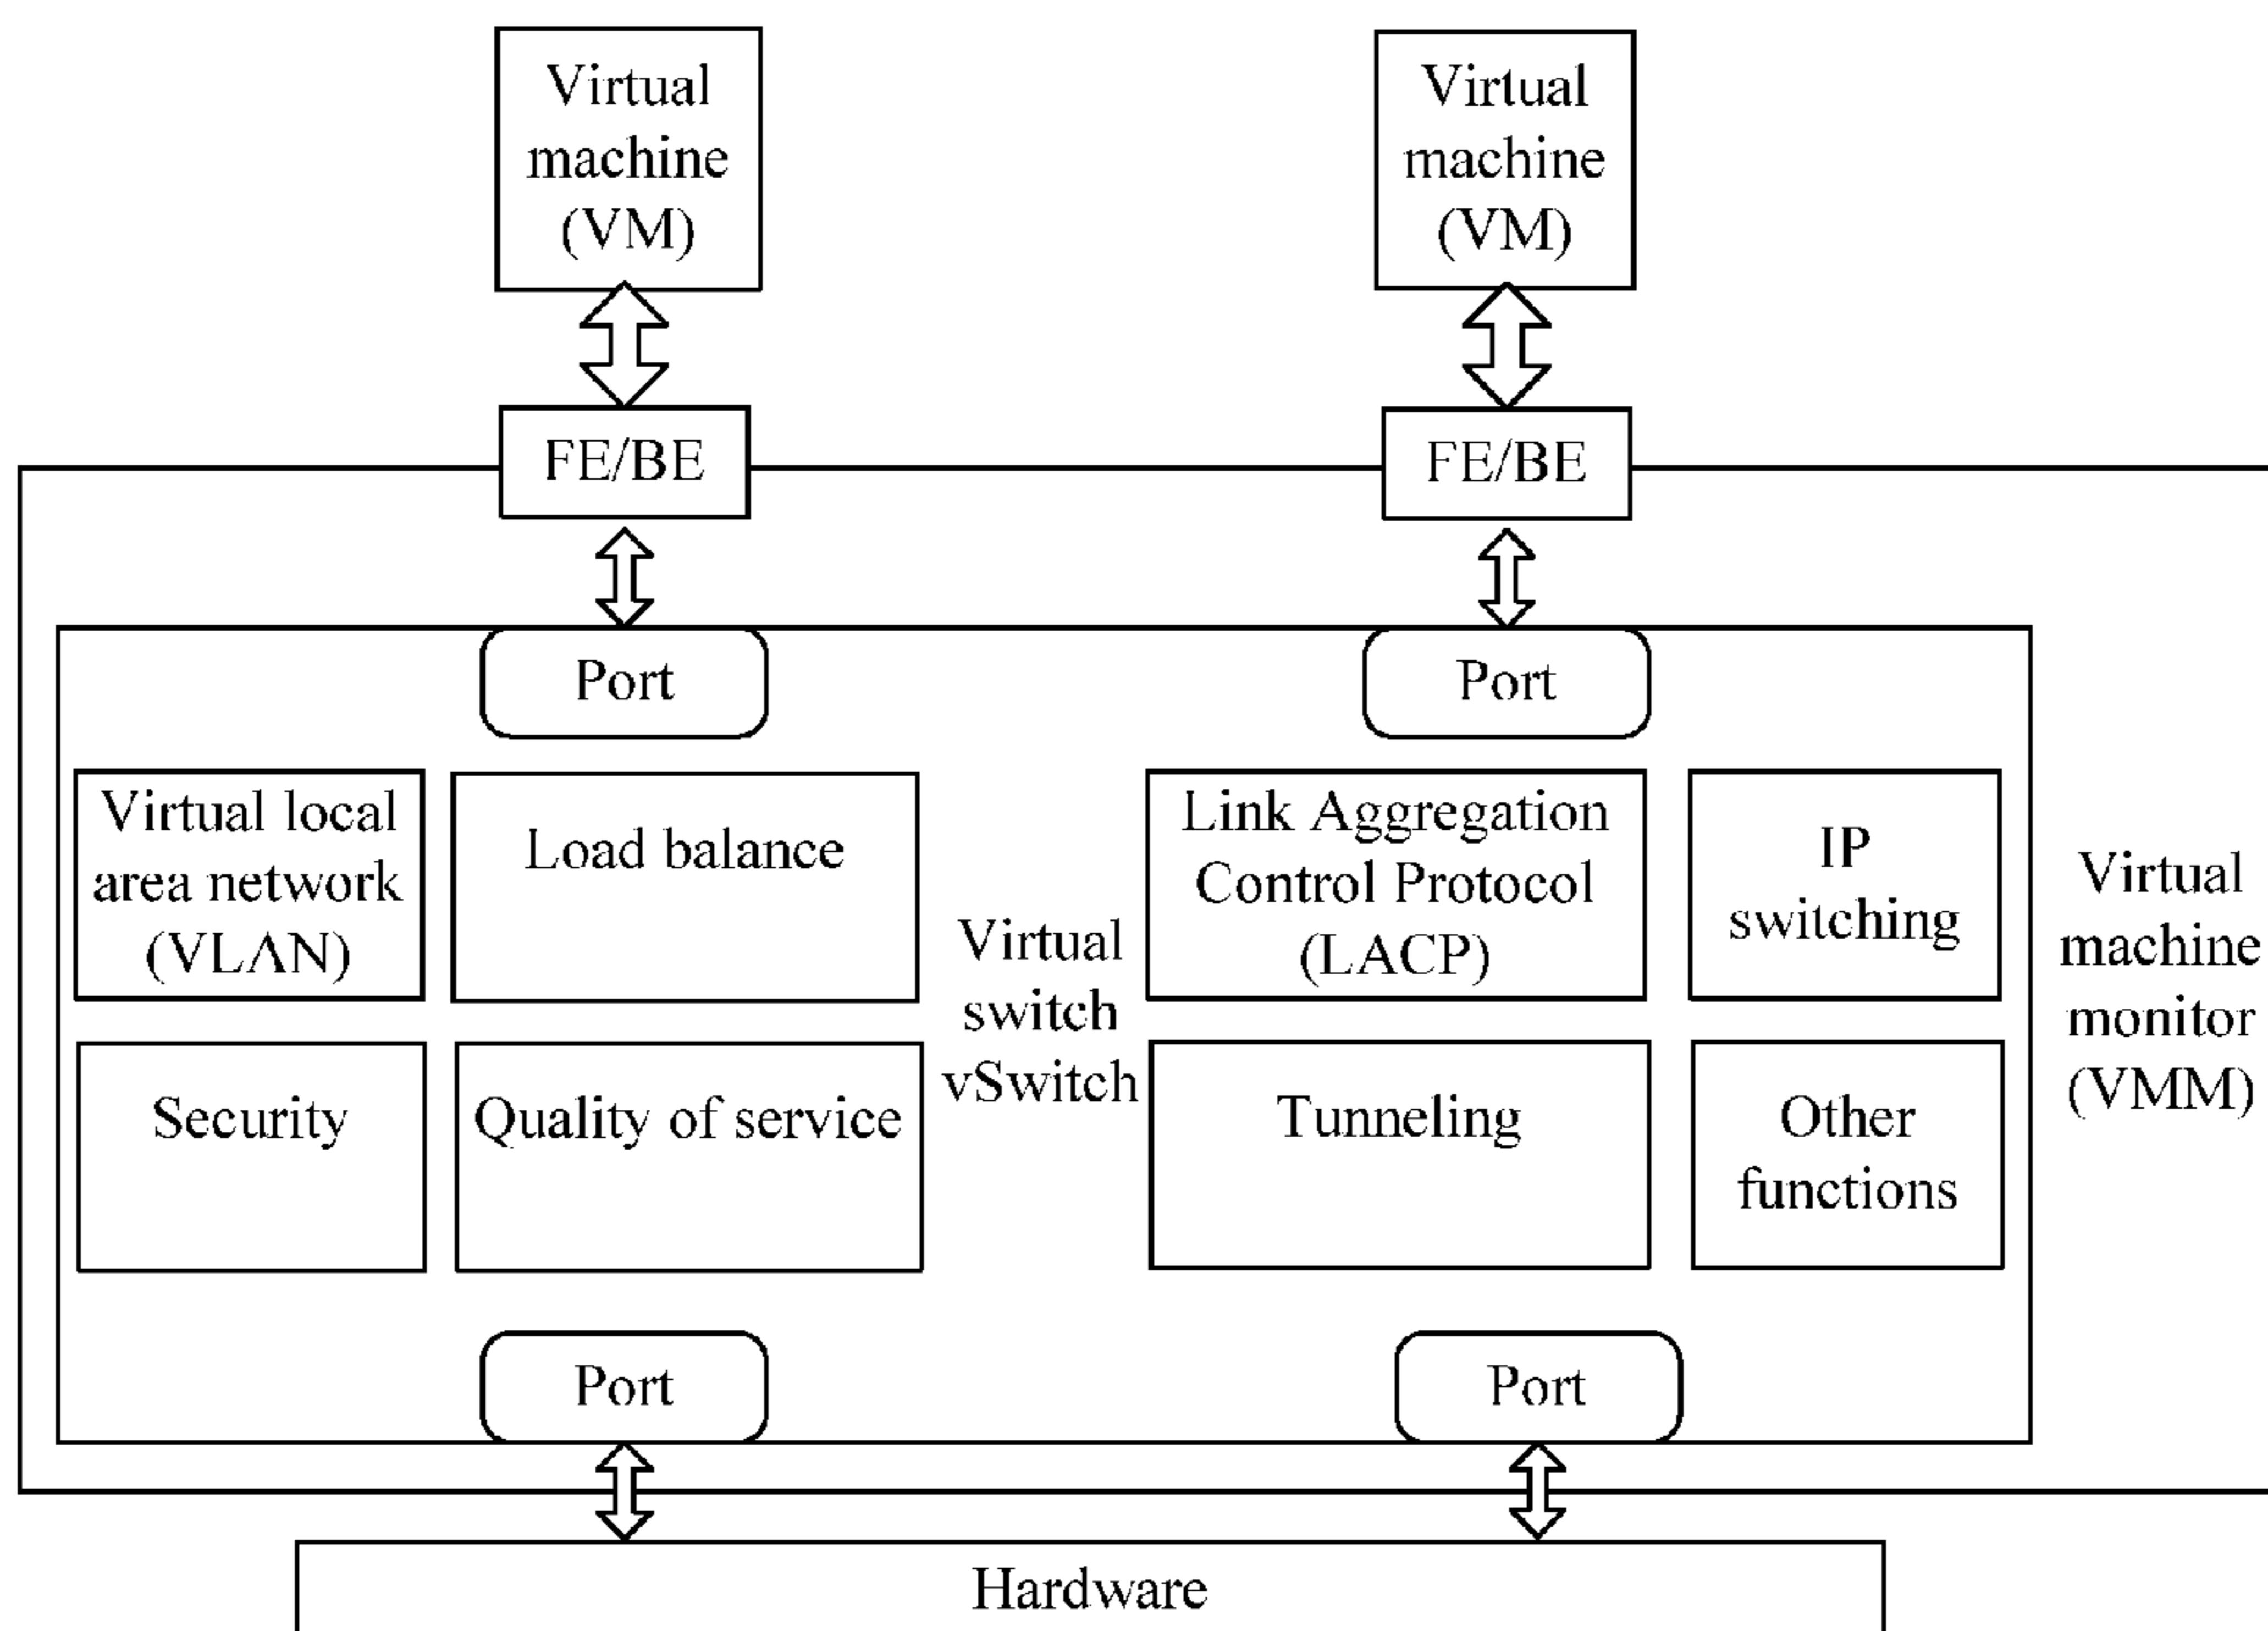 Virtual
machine
(VM)
Virtual
machine
(VM)
FE/BE
FE/BE
Port
Port
Virtual local
area network
(VLAN)
Load balance
Link Aggregation
Control Protocol
(LACP)
IP
switching
Virtual
switch
vSwitch
Virtual
machine
monitor
(VMM)
Security
Quality of service
Tunneling
Other
functions
Port
Port
Hardware